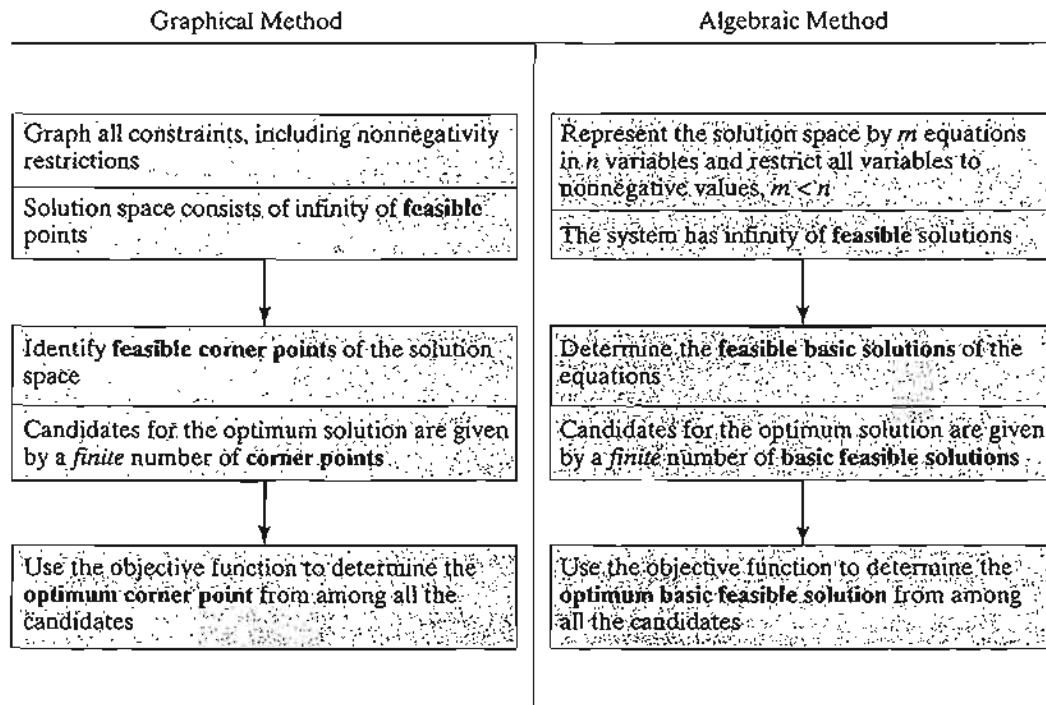 Graphical Method
Graph all constraints, including nonnegativity
restrictions
Solution space consists of infinity of feasible
points
Identify feasible corner points of the solution
space
Candidates for the optimum solution are given
by a finite number of corner points
Use the objective function to determine the
optimum corner point from among all the
candidates
Algebraic Method
Represent the solution space by m equations
in n variables and restrict all variables to
nonnegative values, m < n
The system has infinity of feasible solutions
Determine the feasible basic solutions of the
equations
Candidates for the optimum solution are given
by a finite number of basic feasible solutions
Use the objective function to determine the
optimum basic feasible solution from among
all the candidates